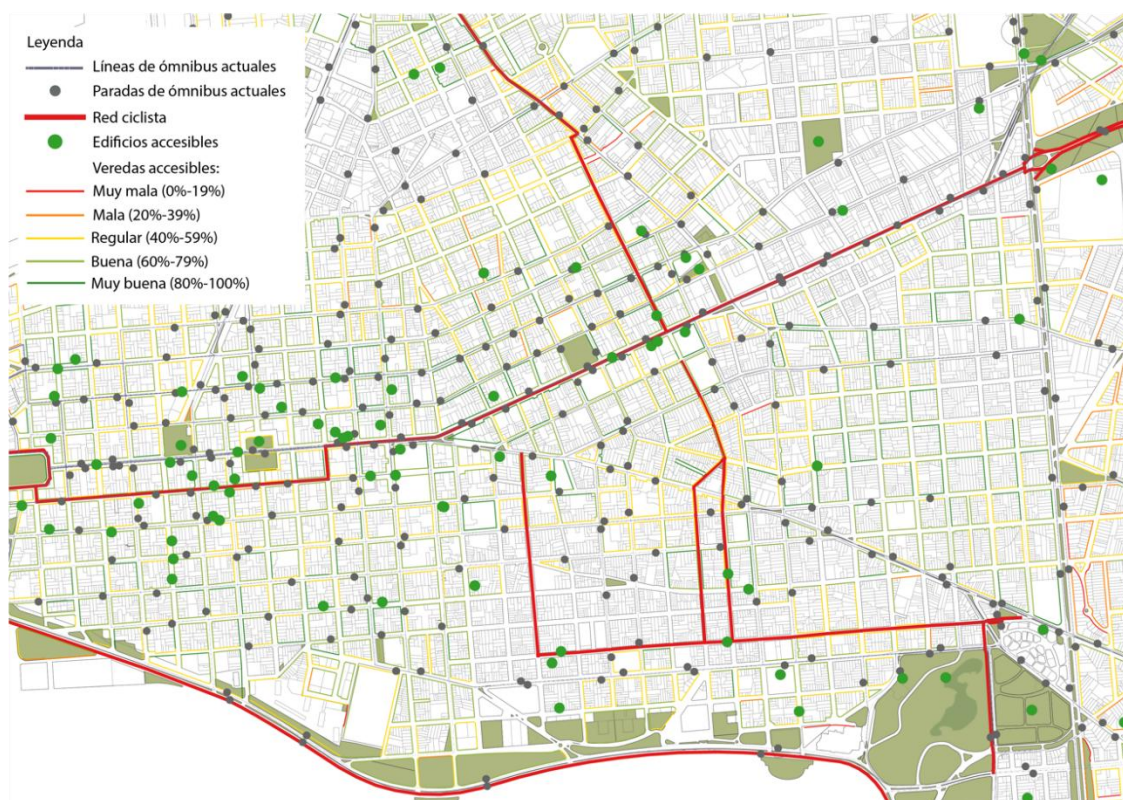 Leyenda
Líneas de ómnibus actuales
Paradas de ómnibus actuales
Red ciclista
Edificios accesibles
Veredas accesibles:
Muy mala (0%-19%)
Mala (20%-39%)
Regular (40%-59%)
Buena (60%-79%)
Muy buena (80%-100%)